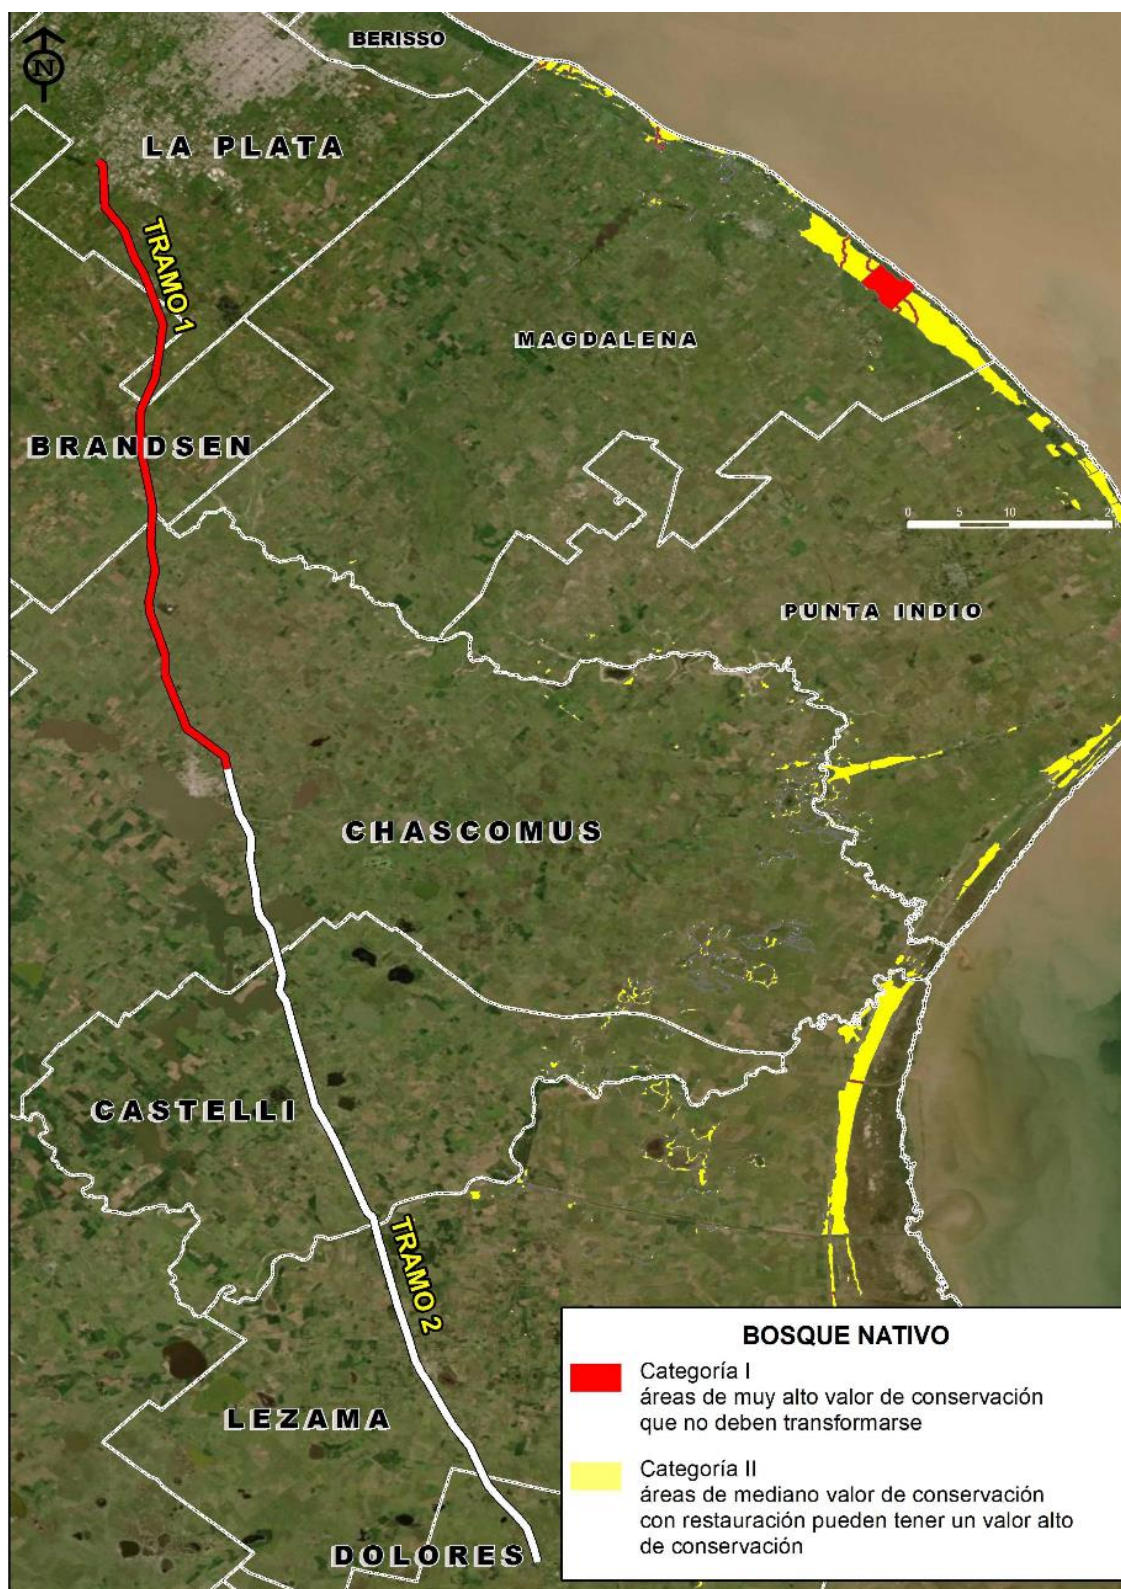 N
BERISSO
LA PLATA
TRAMO 1
MAGDALENA
BRANDSEN
0 5 10
PUNTA INDIO
CHASCOMUS
CASTELLI
TRAMO 2
LEZAMA
DOLORES
BOSQUE NATIVO
Categoría I
áreas de muy alto valor de conservación
que no deben transformarse
Categoría II
áreas de mediano valor de conservación
con restauración pueden tener un valor alto
de conservación